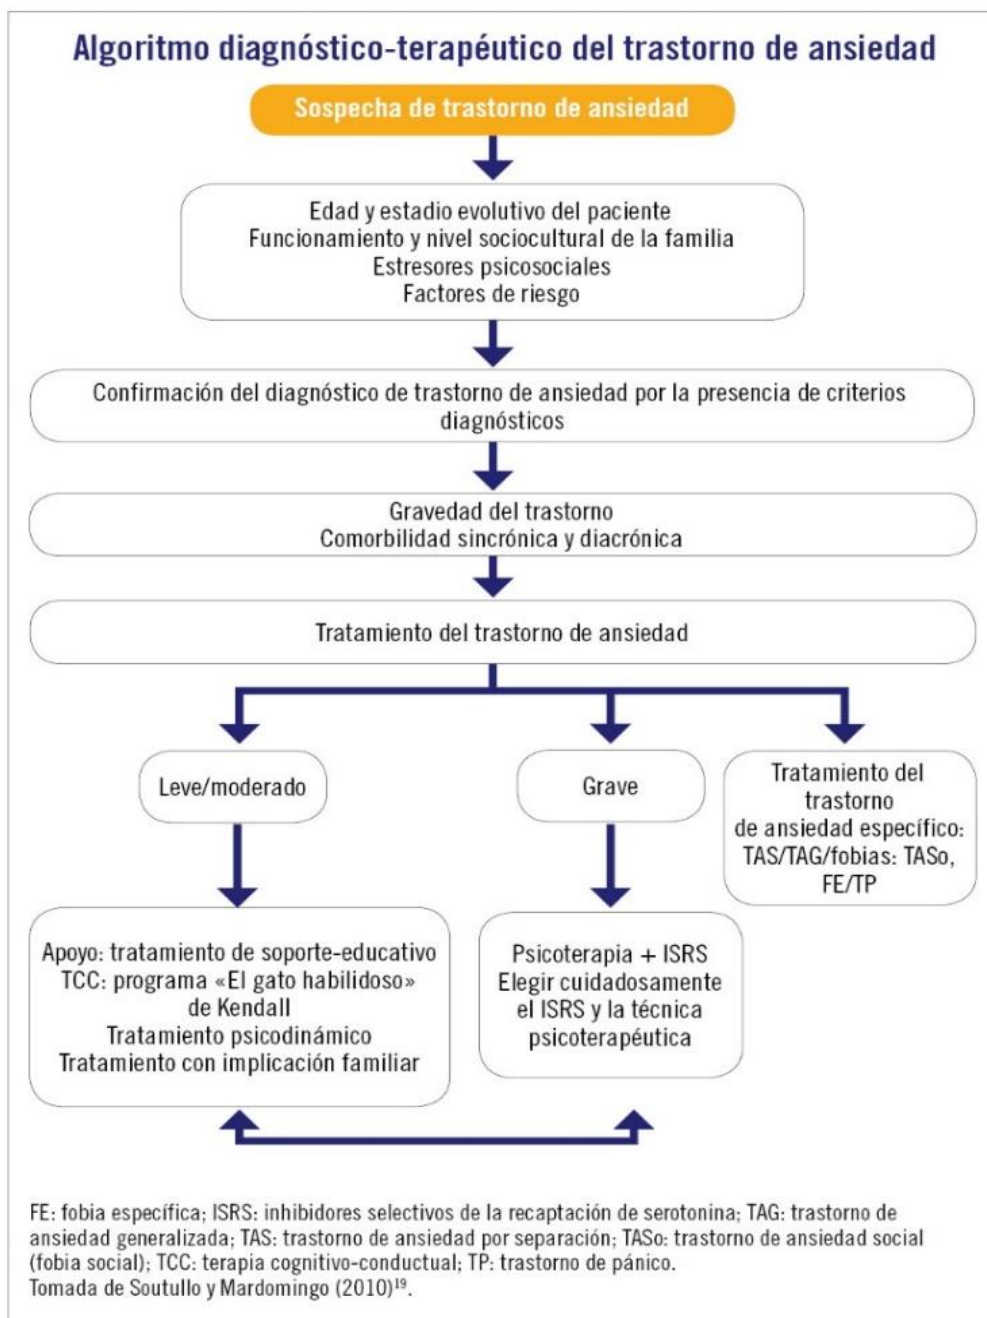 Algoritmo diagnóstico-terapéutico del trastorno de ansiedad
Sospecha de trastorno de ansiedad
Edad y estadio evolutivo del paciente
Funcionamiento y nivel sociocultural de la familia
Estresores psicosociales
Factores de riesgo
Confirmación del diagnóstico de trastorno de ansiedad por la presencia de criterios
diagnósticos
Gravedad del trastorno
Comorbilidad sincrónica y diacrónica
Tratamiento del trastorno de ansiedad
Leve/moderado
Grave
Tratamiento del
trastorno
de ansiedad específico:
TAS/TAG/fobias: TASo,
FE/TP
Apoyo: tratamiento de soporte-educativo
TCC: programa «El gato habilidoso»
de Kendall
Tratamiento psicodinámico
Tratamiento con implicación familiar
Psicoterapia + ISRS
Elegir cuidadosamente
el ISRS y la técnica
psicoterapéutica
FE: fobia específica; ISRS: inhibidores selectivos de la recaptación de serotonina; TAG: trastorno de
ansiedad generalizada; TAS: trastorno de ansiedad por separación; TASo: trastorno de ansiedad social
(fobia social); TCC: terapia cognitivo-conductual; TP: trastorno de pánico.
Tomada de Soutullo y Mardomingo (2010)¹⁹.